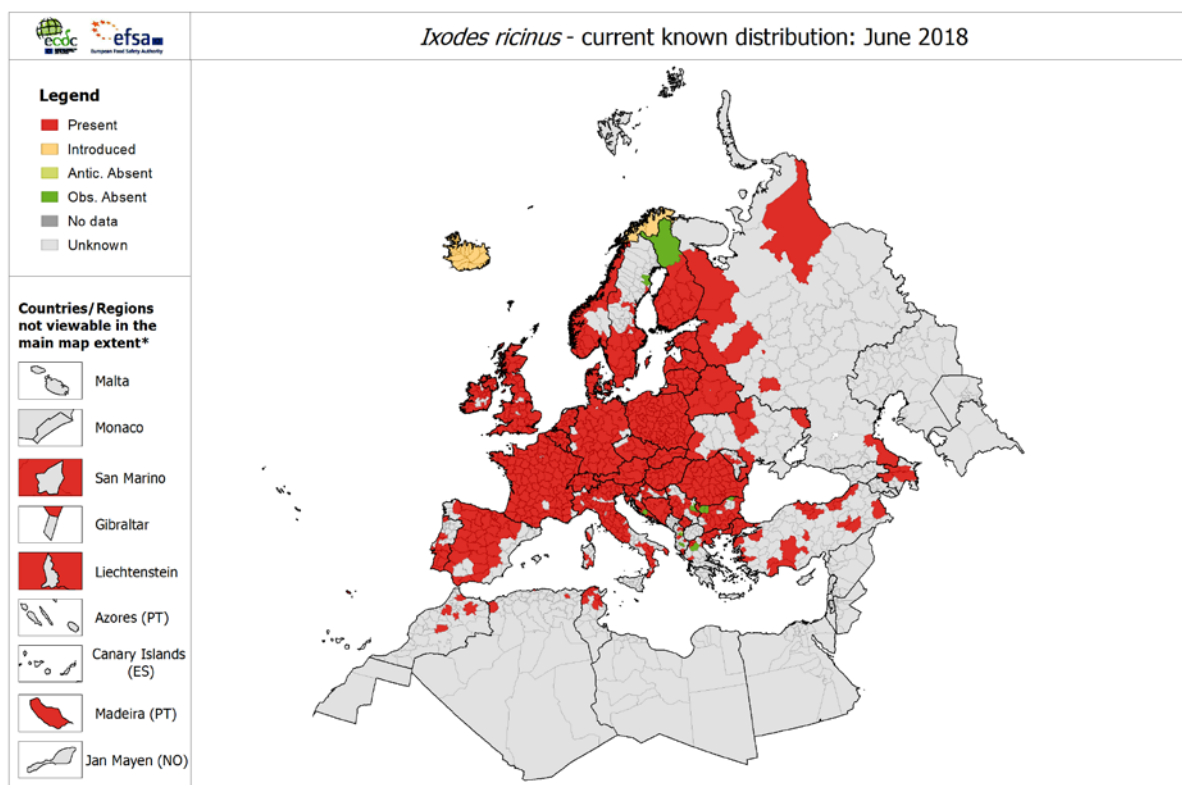 ecdc
efsa
European Food Safety Authority
Ixodes ricinus - current known distribution: June 2018
Legend
Present
Introduced
Antic. Absent
Obs. Absent
No data
Unknown
Countries/Regions
not viewable in the
main map extent*
Malta
Monaco
San Marino
Gibraltar
Liechtenstein
Azores (PT)
Canary Islands
(ES)
Madeira (PT)
Jan Mayen (NO)